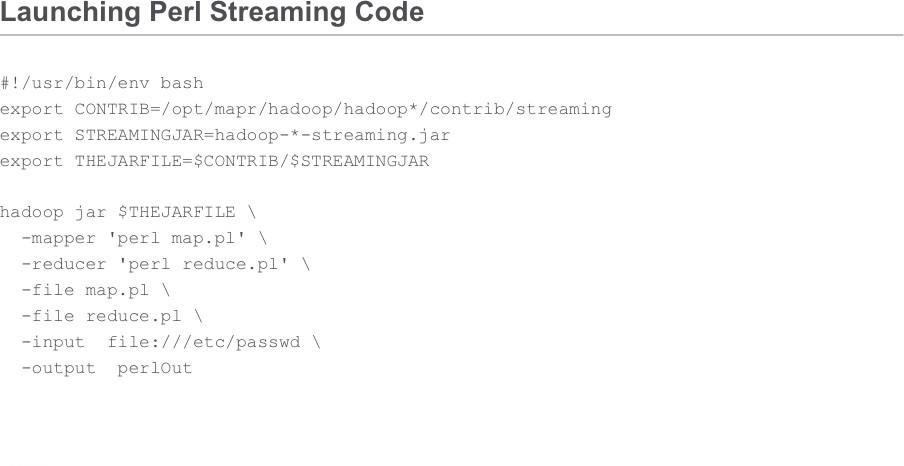 Launching Perl Streaming Code
#!/usr/bin/env bash
export CONTRIB=/opt/mapr/hadoop/hadoop*/contrib/streaming
export STREAMINGJAR=hadoop-*-streaming.jar
export THEJARFILE=$CONTRIB/$STREAMINGJAR
hadoop jar $THEJARFILE \
  -mapper 'perl map.pl' \
  -reducer 'perl reduce.pl' \
  -file map.pl \
  -file reduce.pl \
  -input  file:///etc/passwd \
  -output  perlOut